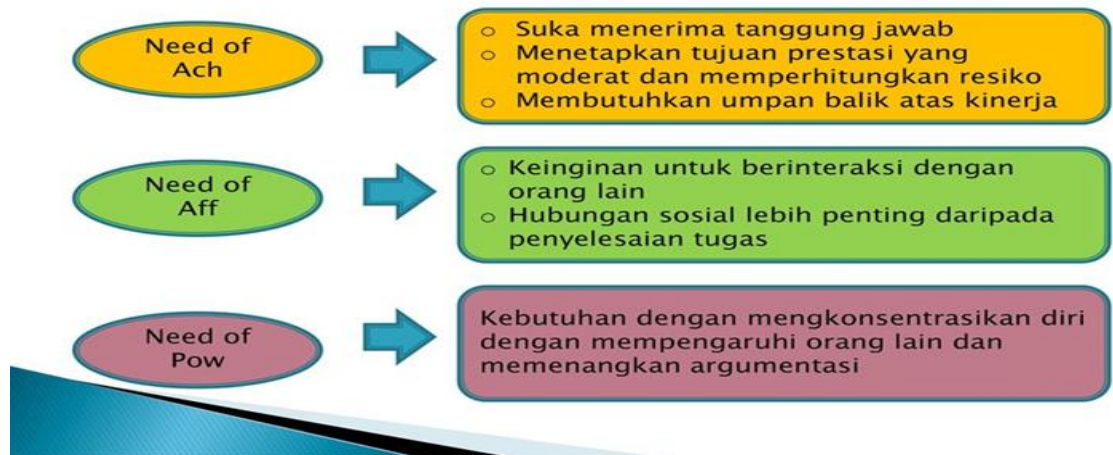 Need of
Ach
○ Suka menerima tanggung jawab
○ Menetapkan tujuan prestasi yang
moderat dan memperhitungkan resiko
○ Membutuhkan umpan balik atas kinerja
Need of
Aff
○ Keinginan untuk berinteraksi dengan
orang lain
○ Hubungan sosial lebih penting daripada
penyelesaian tugas
Need of
Pow
Kebutuhan dengan mengkonsentrasikan diri
dengan mempengaruhi orang lain dan
memenangkan argumentasi